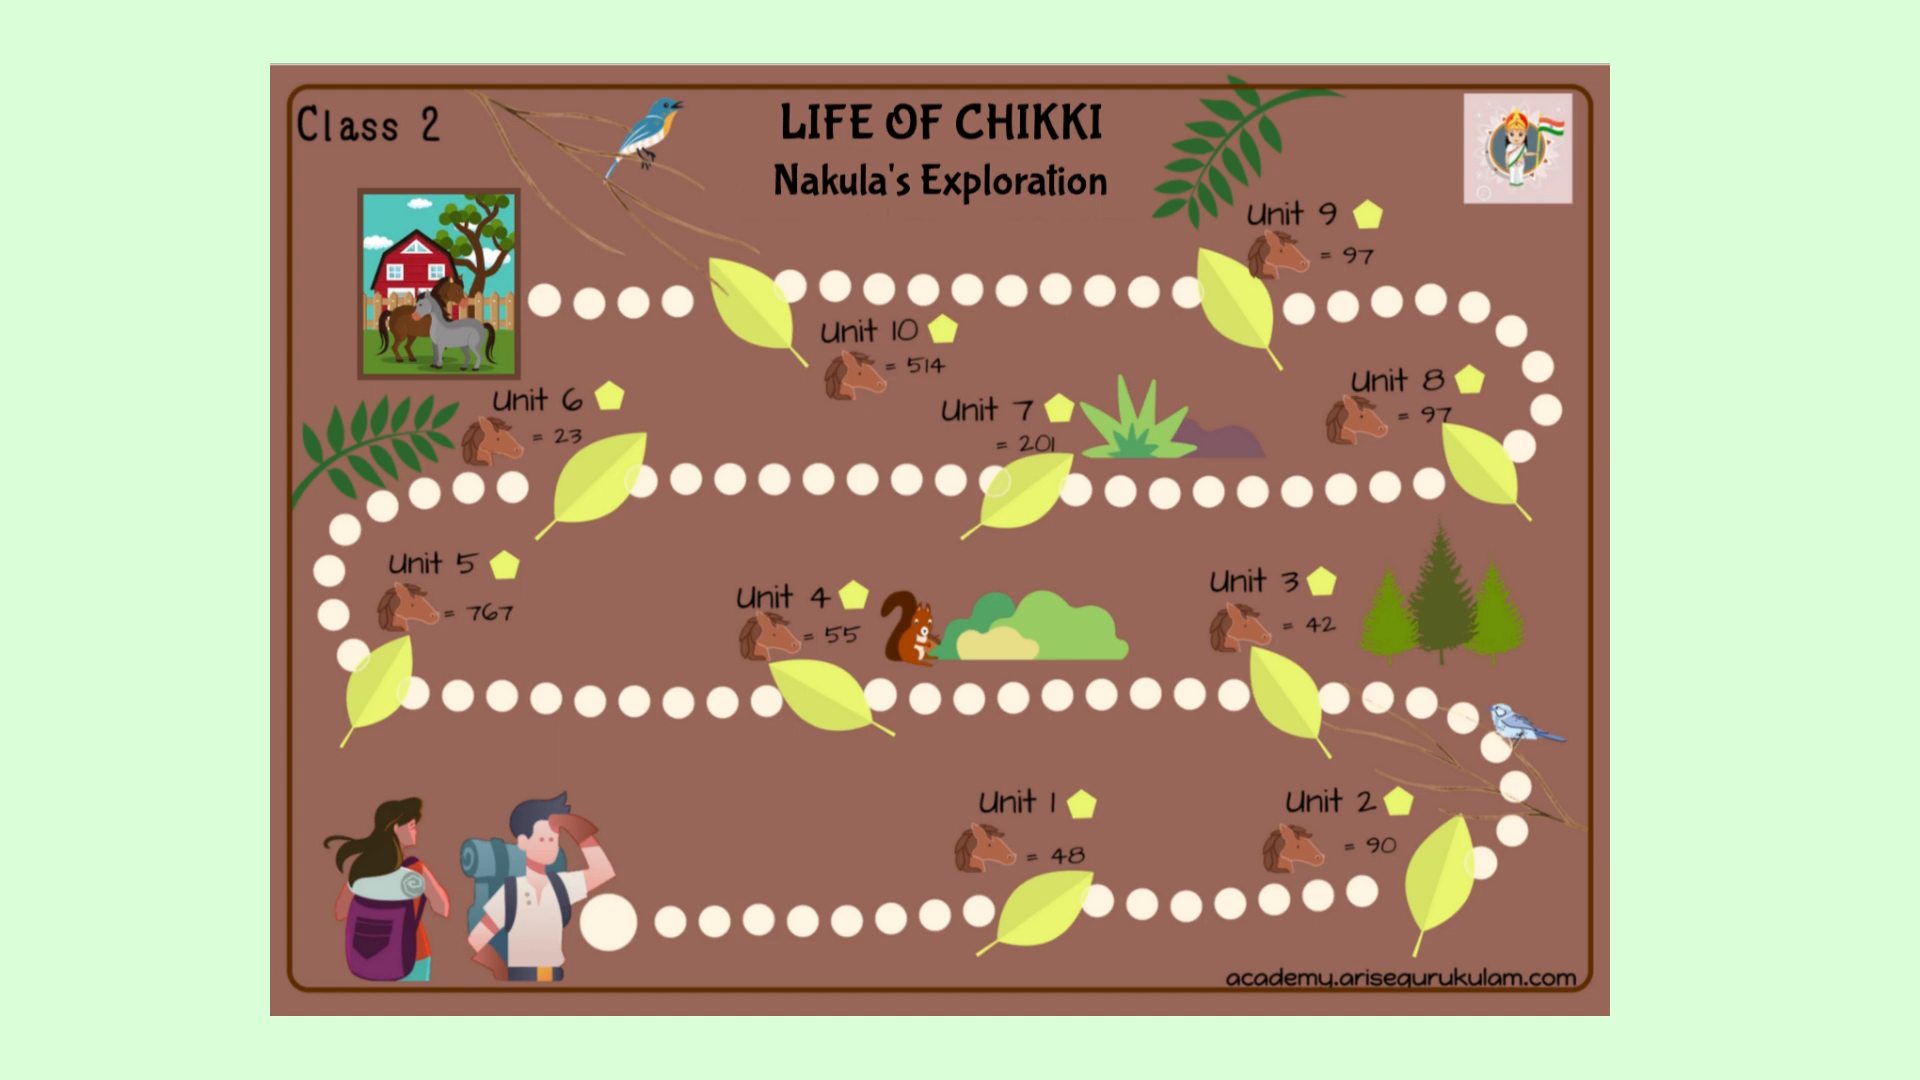 Class 2
LIFE OF CHIKKI
Nakula's Exploration
Unit 9
= 97
Unit 10
= 514
Unit 8
= 97
Unit 7
= 201
Unit 6
= 23
Unit 5
= 767
Unit 4
= 55
Unit 3
= 42
Unit 1
= 48
Unit 2
= 90
academy.arisegurukulam.com